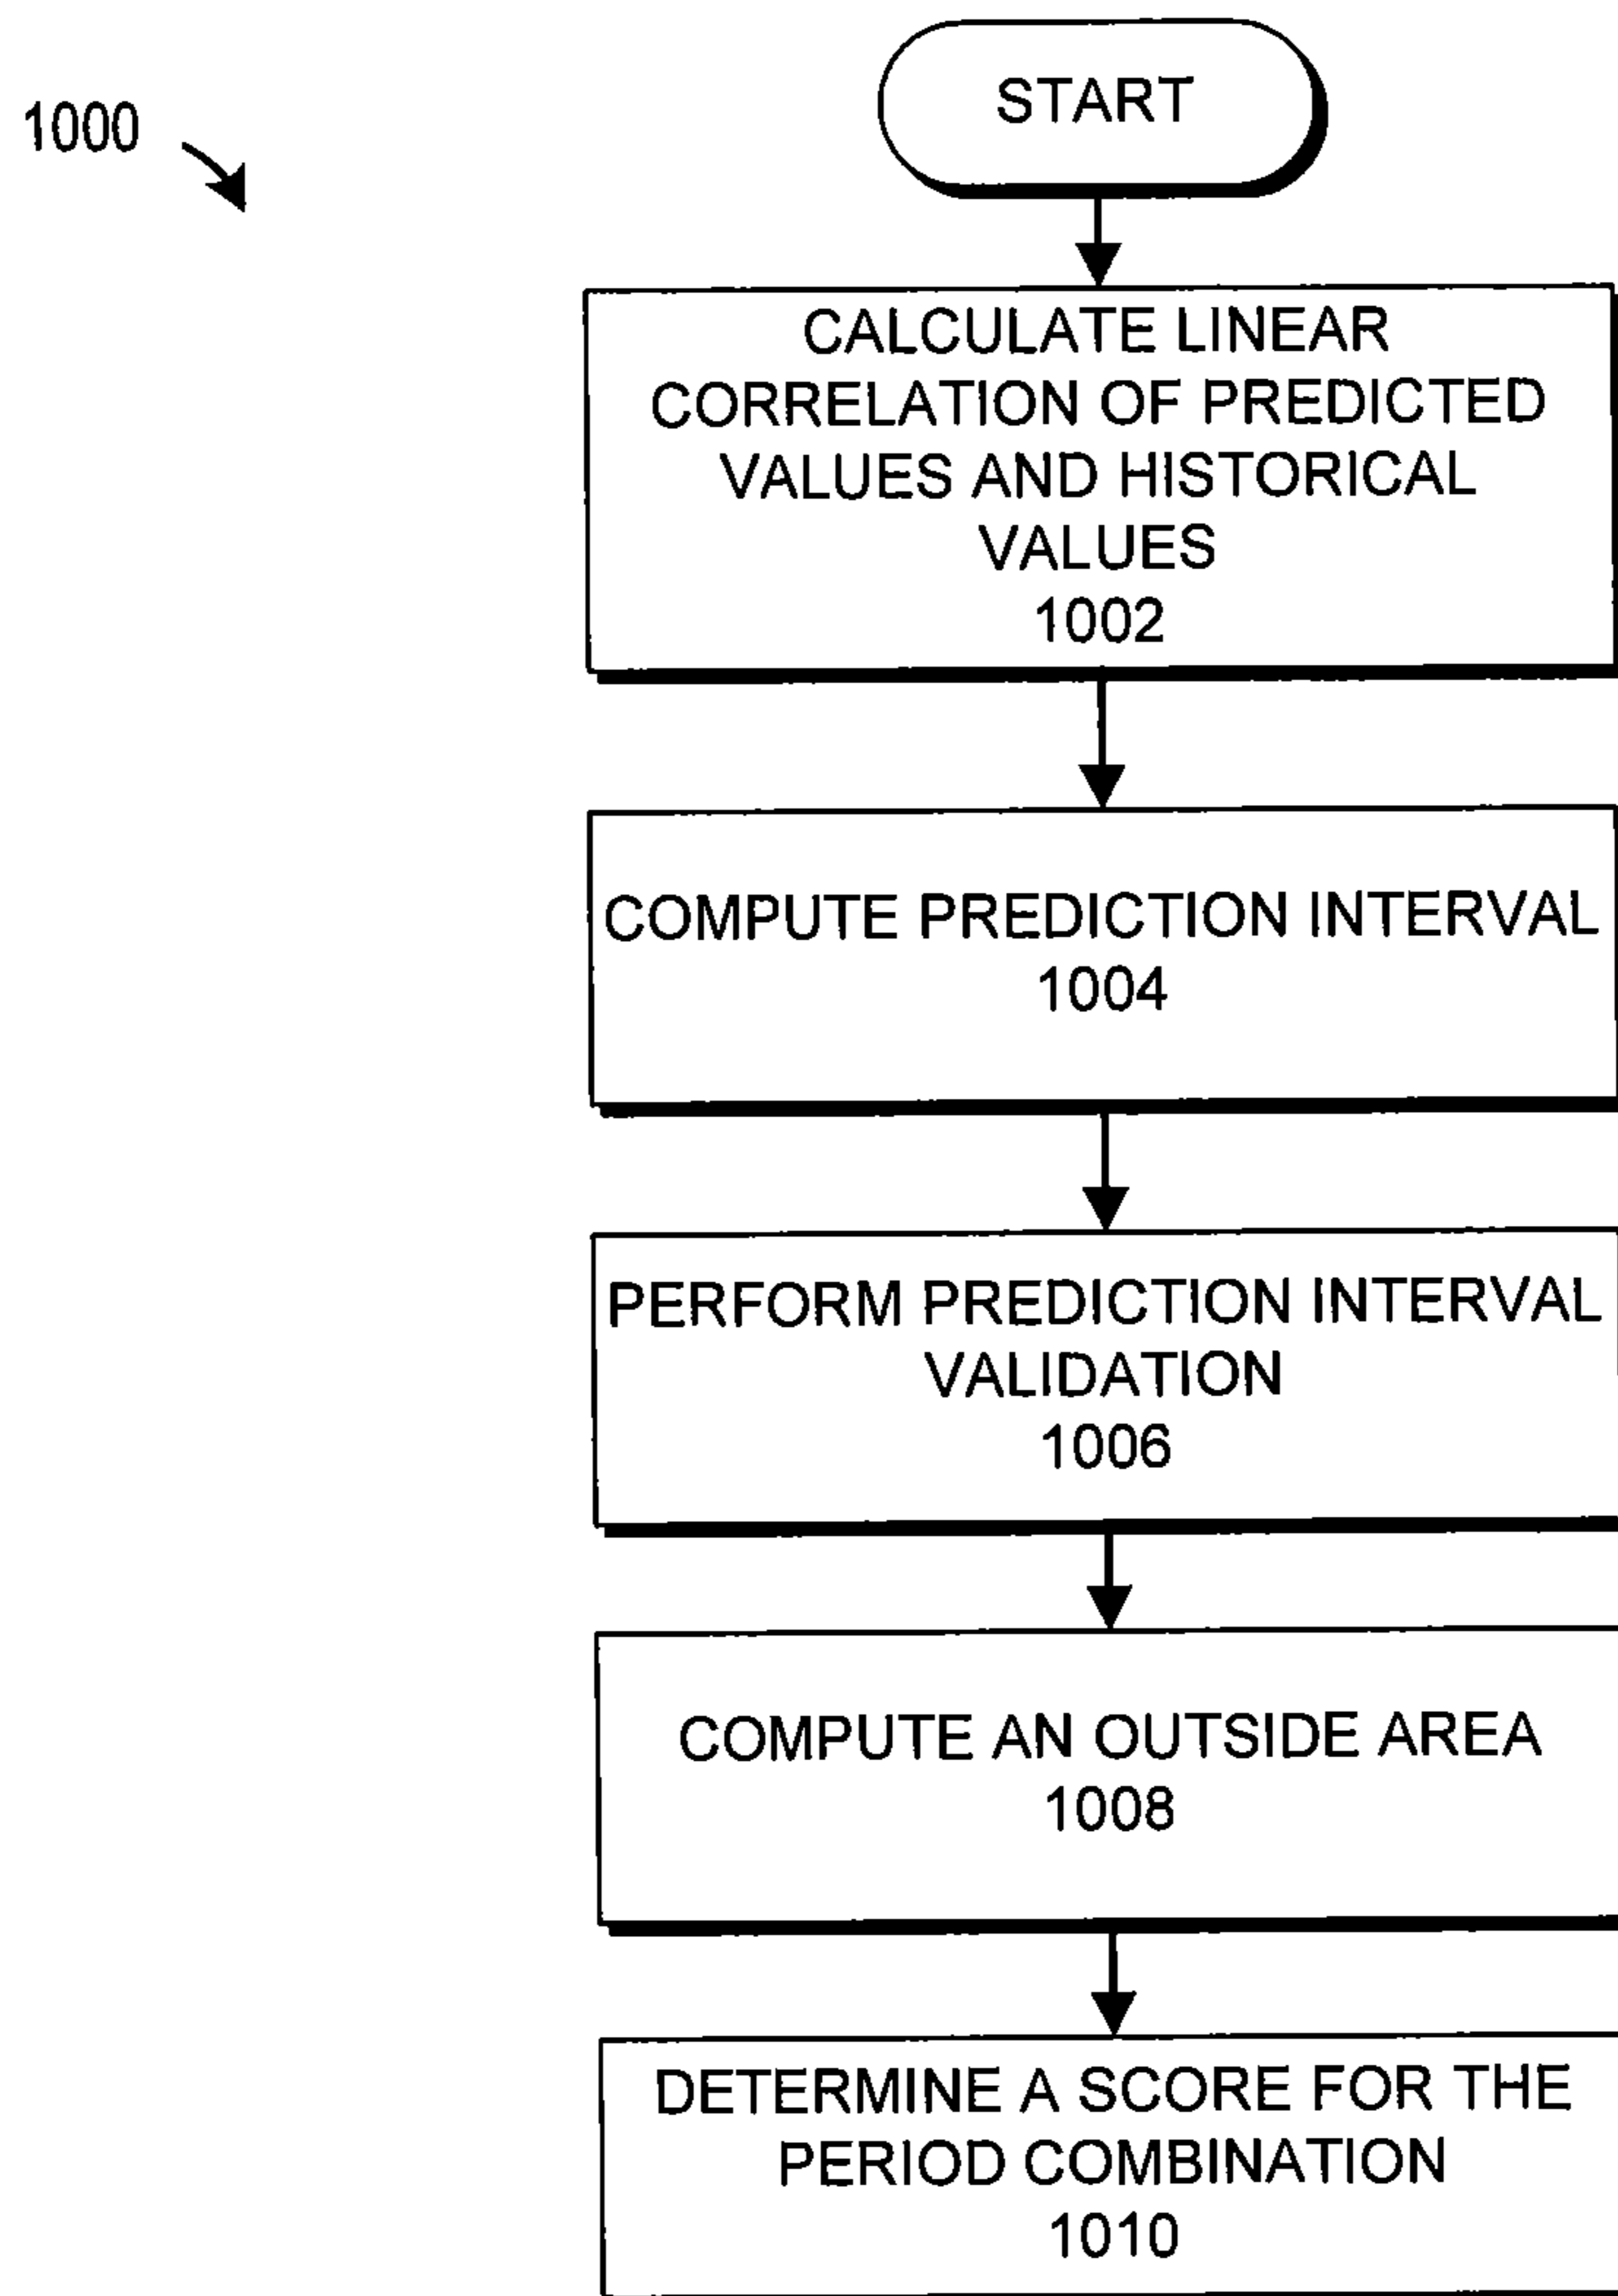 1000
START
CALCULATE LINEAR
CORRELATION OF PREDICTED
VALUES AND HISTORICAL
VALUES
1002
COMPUTE PREDICTION INTERVAL
1004
PERFORM PREDICTION INTERVAL
VALIDATION
1006
COMPUTE AN OUTSIDE AREA
1008
DETERMINE A SCORE FOR THE
PERIOD COMBINATION
1010